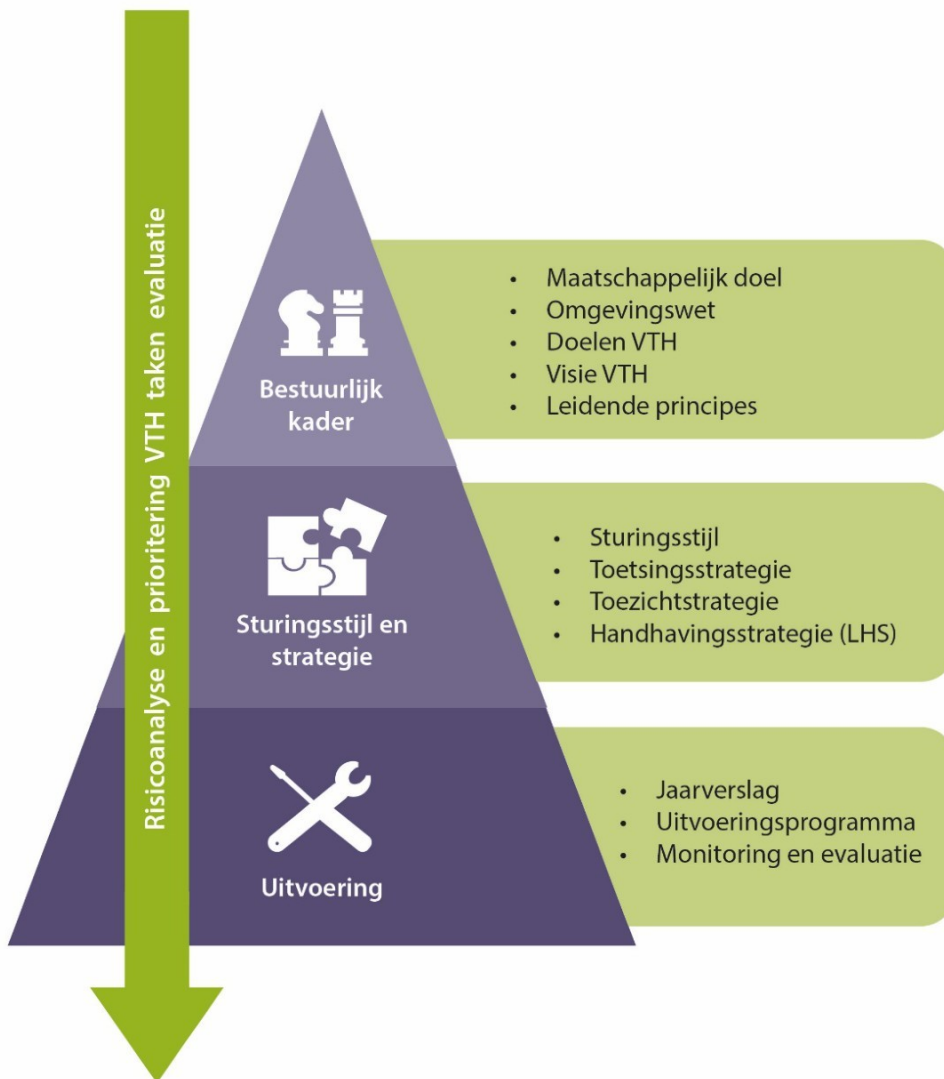 Risicoanalyse en prioritering VTH taken evaluatie
Bestuurlijk
kader
• Maatschappelijk doel
• Omgevingswet
• Doelen VTH
• Visie VTH
• Leidende principes
Sturingsstijl en
strategie
• Sturingsstijl
• Toetsingsstrategie
• Toezichtstrategie
• Handhavingsstrategie (LHS)
Uitvoering
• Jaarverslag
• Uitvoeringsprogramma
• Monitoring en evaluatie